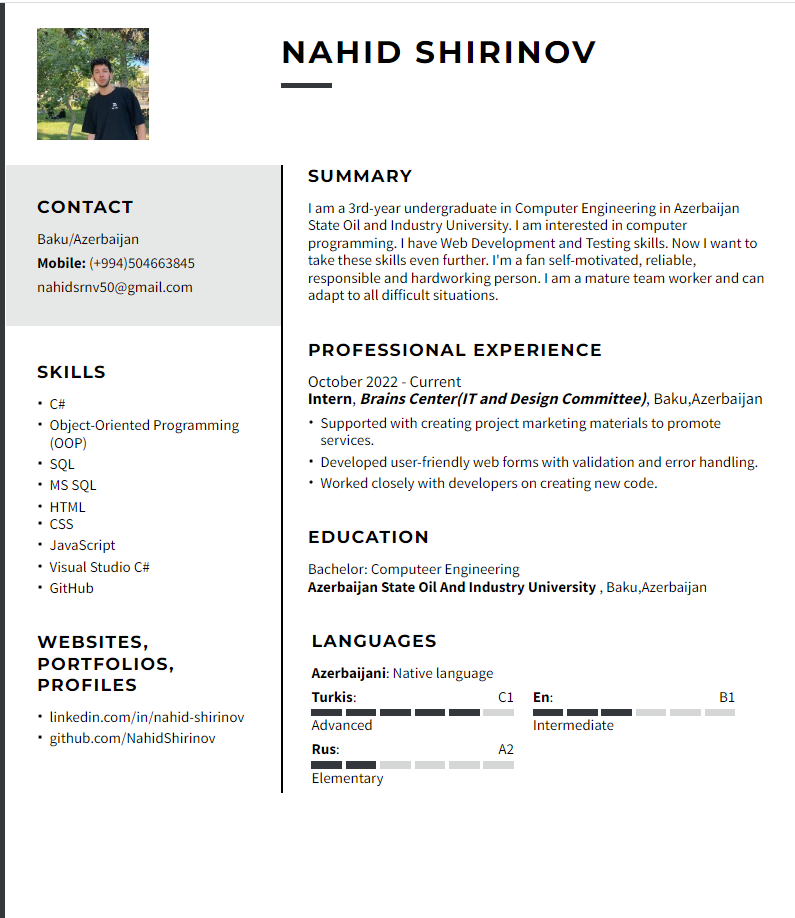 NAHID SHIRINOV
CONTACT
Baku/Azerbaijan
Mobile: (+994)504663845
nahidsrnv50@gmail.com
SKILLS
• C#
• Object-Oriented Programming
(OOP)
• SQL
• MS SQL
• HTML
• CSS
• JavaScript
• Visual Studio C#
• GitHub
WEBSITES,
PORTFOLIOS,
PROFILES
• linkedin.com/in/nahid-shirinov
• github.com/NahidShirinov
SUMMARY
I am a 3rd-year undergraduate in Computer Engineering in Azerbaijan
State Oil and Industry University. I am interested in computer
programming. I have Web Development and Testing skills. Now I want to
take these skills even further. I'm a fan self-motivated, reliable,
responsible and hardworking person. I am a mature team worker and can
adapt to all difficult situations.
PROFESSIONAL EXPERIENCE
October 2022 - Current
Intern, Brains Center(IT and Design Committee), Baku,Azerbaijan
• Supported with creating project marketing materials to promote
services.
• Developed user-friendly web forms with validation and error handling.
• Worked closely with developers on creating new code.
EDUCATION
Bachelor: Computeer Engineering
Azerbaijan State Oil And Industry University , Baku,Azerbaijan
LANGUAGES
Azerbaijani: Native language
Turkis: C1
Advanced
En: B1
Intermediate
Rus: A2
Elementary